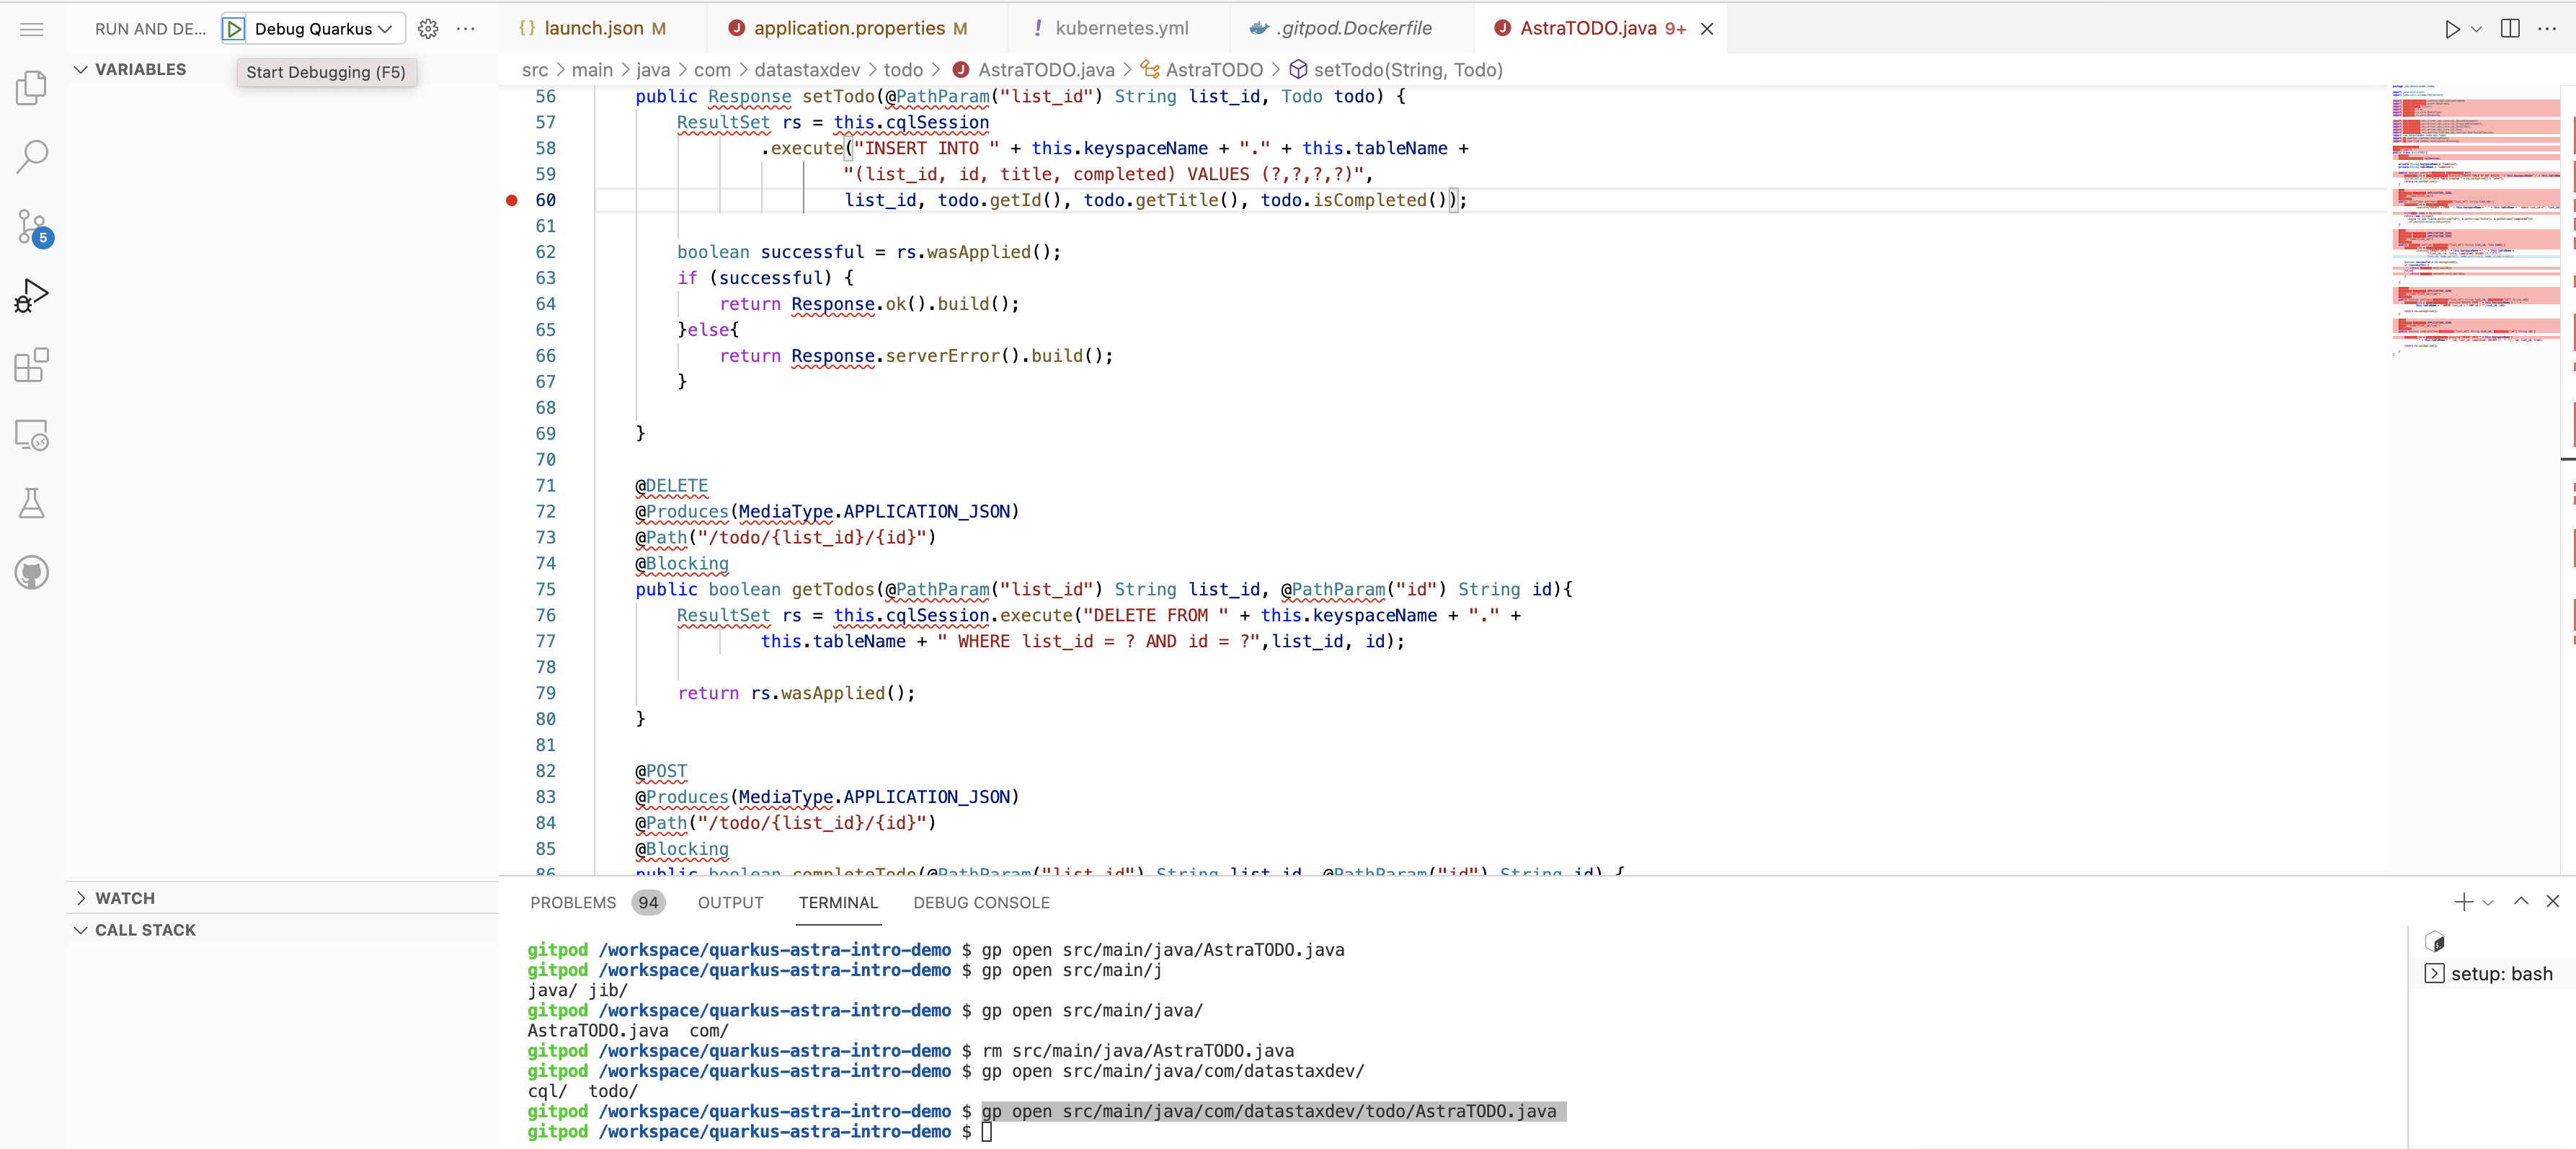 RUN AND DE... Debug Quarkus
Start Debugging (F5)
VARIABLES
5
WATCH
CALL STACK
{} launch.json M
J application.properties M
! kubernetes.yml
.gitpod.Dockerfile
J AstraTODO.java 9+
src > main > java > com > datastaxdev > todo > J AstraTODO.java > AstraTODO > setTodo(String, Todo)
56 public Response setTodo(@PathParam("list_id") String list_id, Todo todo) {
57 ResultSet rs = this.cqlSession
58 .execute("INSERT INTO " + this.keyspaceName + "." + this.tableName +
59 "(list_id, id, title, completed) VALUES (?,?,?,?)",
60 list_id, todo.getId(), todo.getTitle(), todo.isCompleted());
61
62 boolean successful = rs.wasApplied();
63 if (successful) {
64 return Response.ok().build();
65 }else{
66 return Response.serverError().build();
67 }
68
69 }
70
71 @DELETE
72 @Produces(MediaType.APPLICATION_JSON)
73 @Path("/todo/{list_id}/{id}")
74 @Blocking
75 public boolean getTodos(@PathParam("list_id") String list_id, @PathParam("id") String id){
76 ResultSet rs = this.cqlSession.execute("DELETE FROM " + this.keyspaceName + "." +
77 this.tableName + " WHERE list_id = ? AND id = ?",list_id, id);
78
79 return rs.wasApplied();
80 }
81
82 @POST
83 @Produces(MediaType.APPLICATION_JSON)
84 @Path("/todo/{list_id}/{id}")
85 @Blocking
86 public boolean completeTodo(@PathParam("list_id") String list_id, @PathParam("id") String id) {
PROBLEMS 94 OUTPUT TERMINAL DEBUG CONSOLE
gitpod /workspace/quarkus-astra-intro-demo $ gp open src/main/java/AstraTODO.java
gitpod /workspace/quarkus-astra-intro-demo $ gp open src/main/j
java/ jib/
gitpod /workspace/quarkus-astra-intro-demo $ gp open src/main/java/
AstraTODO.java com/
gitpod /workspace/quarkus-astra-intro-demo $ rm src/main/java/AstraTODO.java
gitpod /workspace/quarkus-astra-intro-demo $ gp open src/main/java/com/datastaxdev/
cql/ todo/
gitpod /workspace/quarkus-astra-intro-demo $ gp open src/main/java/com/datastaxdev/todo/AstraTODO.java
gitpod /workspace/quarkus-astra-intro-demo $
setup: bash